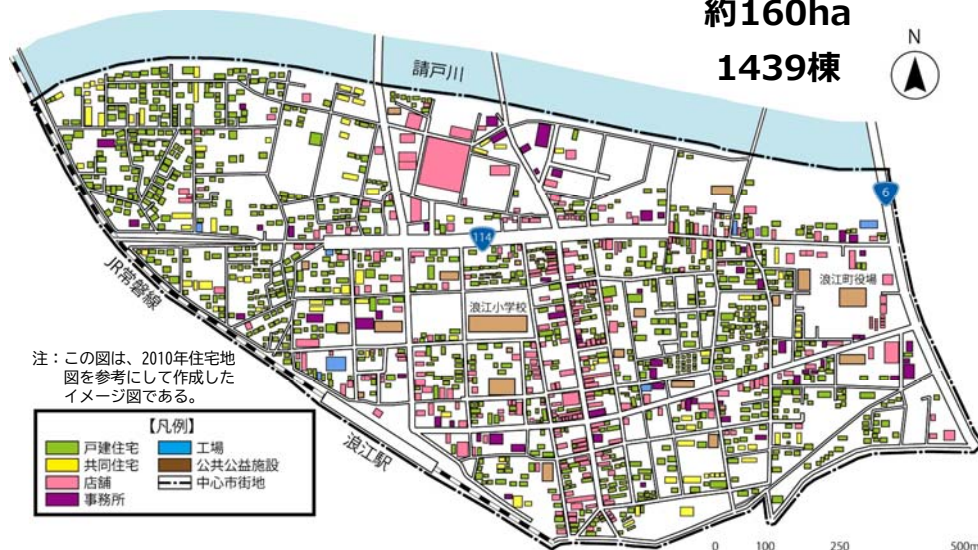 約160ha
1439棟
N
請戸川
6
114
JR常磐線
浪江小学校
浪江町役場
注：この図は、2010年住宅地
図を参考にして作成した
イメージ図である。
浪江駅
【凡例】
戸建住宅
共同住宅
店舗
事務所
工場
公共公益施設
中心市街地
0 100 250 500m